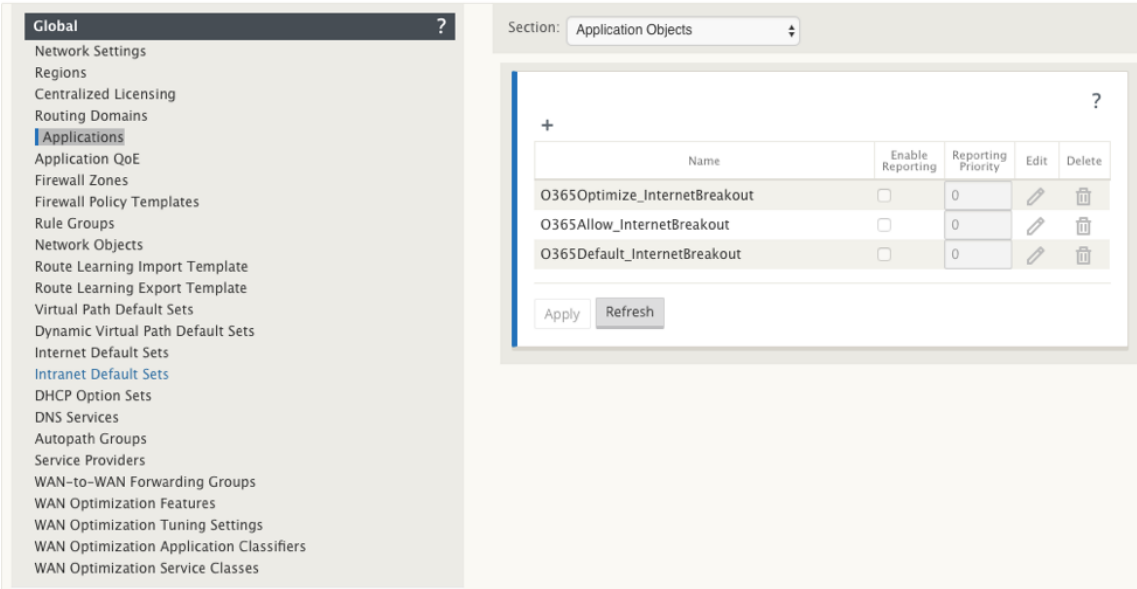 Global ?
Network Settings
Regions
Centralized Licensing
Routing Domains
Applications
Application QoE
Firewall Zones
Firewall Policy Templates
Rule Groups
Network Objects
Route Learning Import Template
Route Learning Export Template
Virtual Path Default Sets
Dynamic Virtual Path Default Sets
Internet Default Sets
Intranet Default Sets
DHCP Option Sets
DNS Services
Autopath Groups
Service Providers
WAN-to-WAN Forwarding Groups
WAN Optimization Features
WAN Optimization Tuning Settings
WAN Optimization Application Classifiers
WAN Optimization Service Classes
Section: Application Objects
?
+
Name Enable Reporting Reporting Priority Edit Delete
O365Optimize_InternetBreakout 0
O365Allow_InternetBreakout 0
O365Default_InternetBreakout 0
Apply Refresh